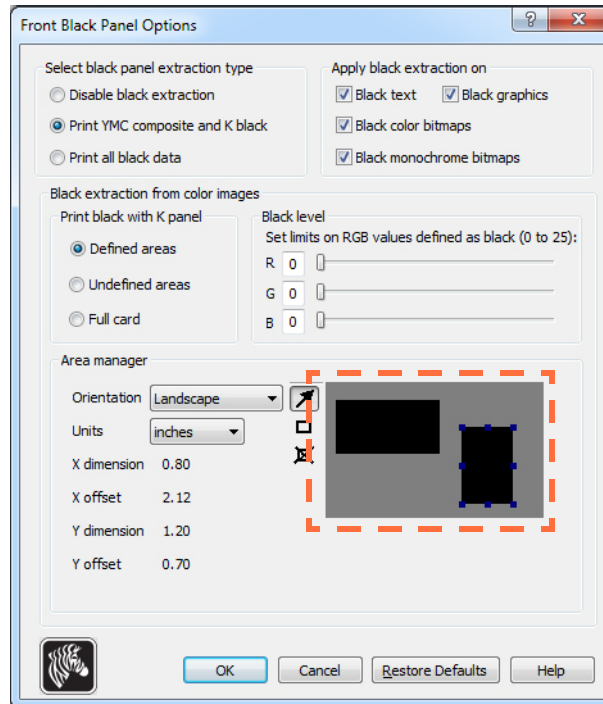 Front Black Panel Options
Select black panel extraction type
Disable black extraction
Print YMC composite and K black
Print all black data
Apply black extraction on
Black text Black graphics
Black color bitmaps
Black monochrome bitmaps
Black extraction from color images
Print black with K panel
Defined areas
Undefined areas
Full card
Black level
Set limits on RGB values defined as black (0 to 25):
R 0
G 0
B 0
Area manager
Orientation Landscape
Units inches
X dimension 0.80
X offset 2.12
Y dimension 1.20
Y offset 0.70
OK Cancel Restore Defaults Help